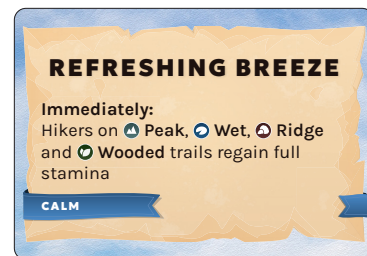 REFRESHING BREEZE
Immediately:
Hikers on Peak, Wet, Ridge
and Wooded trails regain full
stamina
CALM